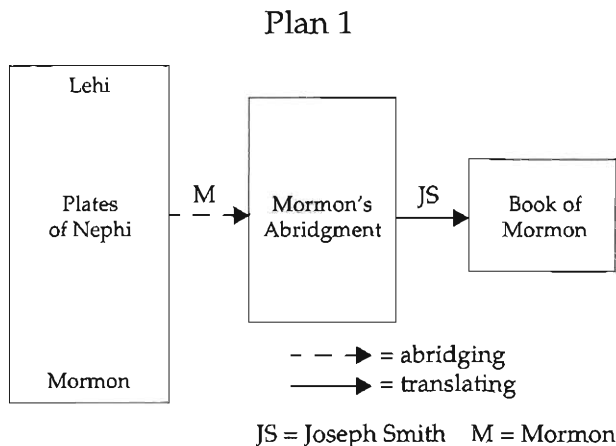 Plan 1
Lehi
Plates
of Nephi
Mormon
M
Mormon's
Abridgment
JS
Book of
Mormon
= abridging
= translating
JS = Joseph Smith M = Mormon